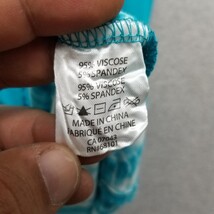 95% VISCOSE
5% SPANDEX
95% VISCOSE
5% SPANDEX
MADE IN CHINA
FABRIQUE EN CHINE